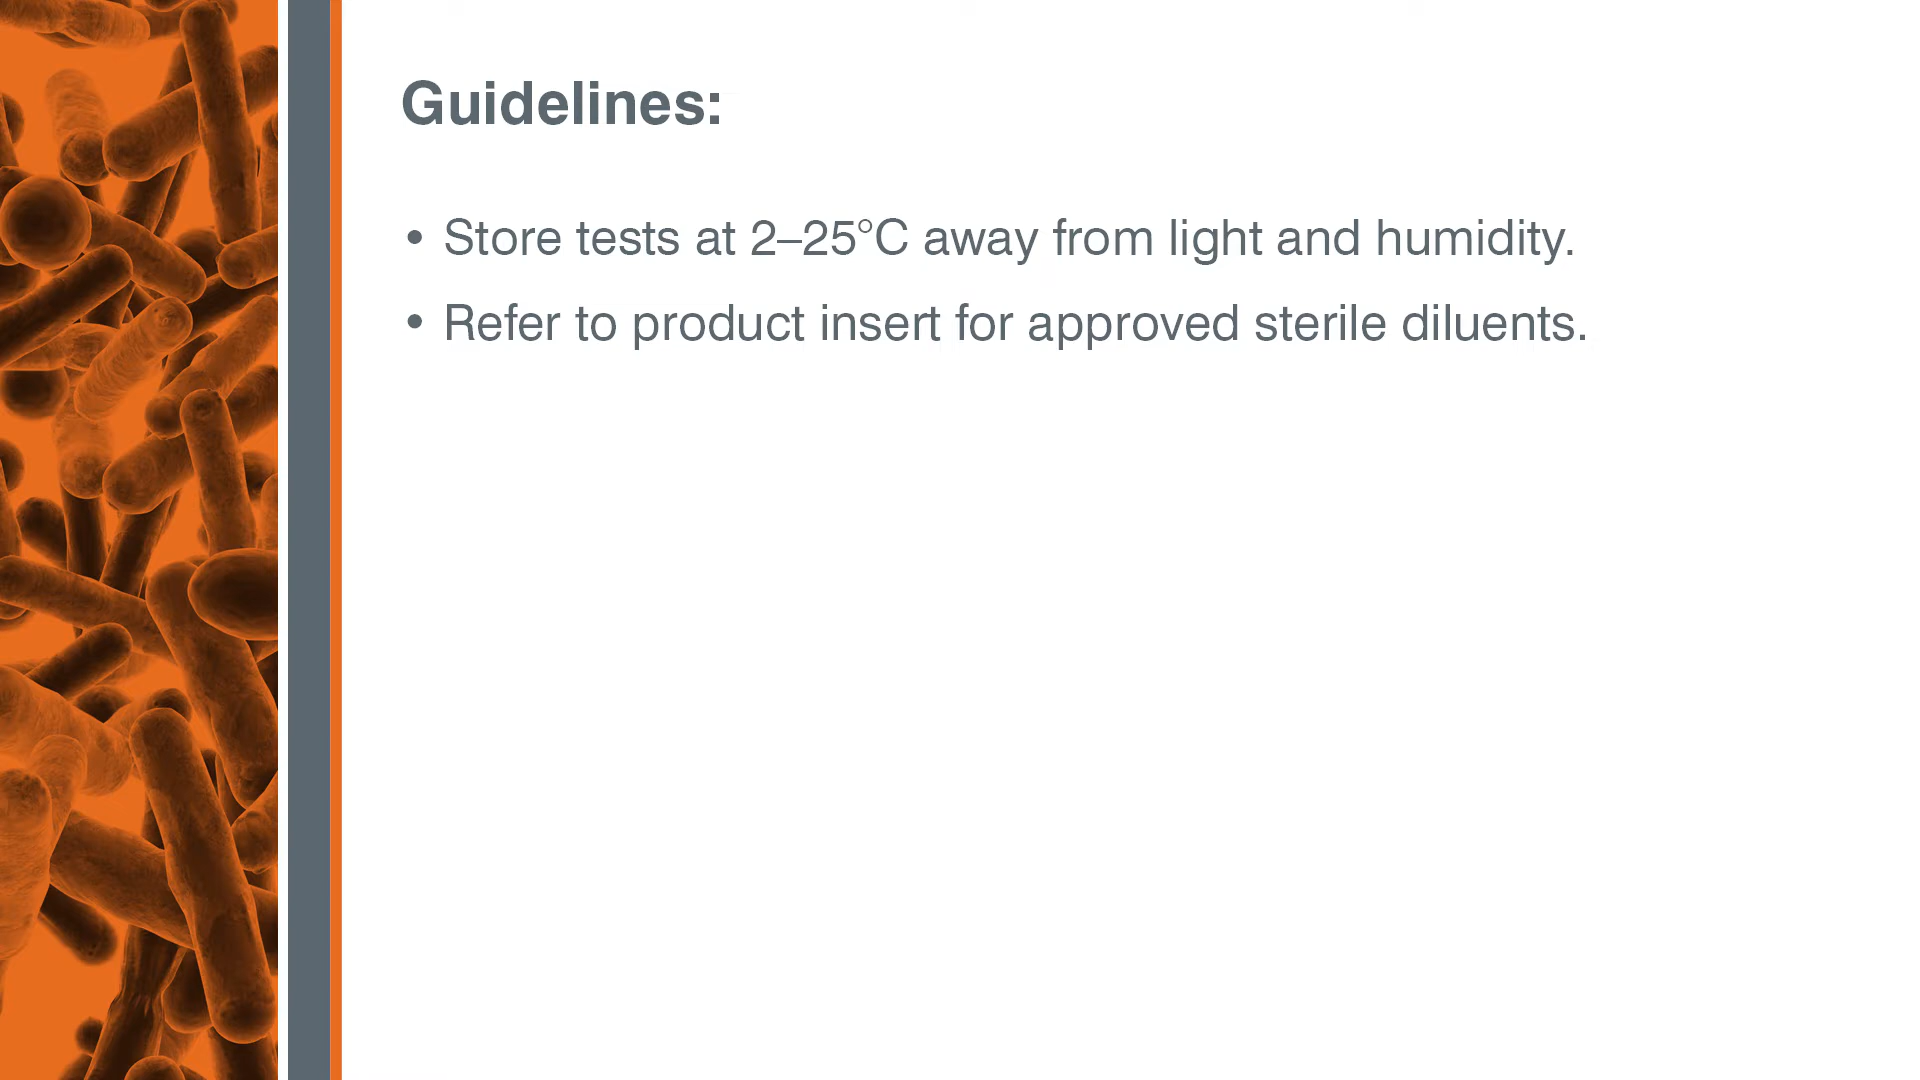 Guidelines:
• Store tests at 2–25°C away from light and humidity.
• Refer to product insert for approved sterile diluents.